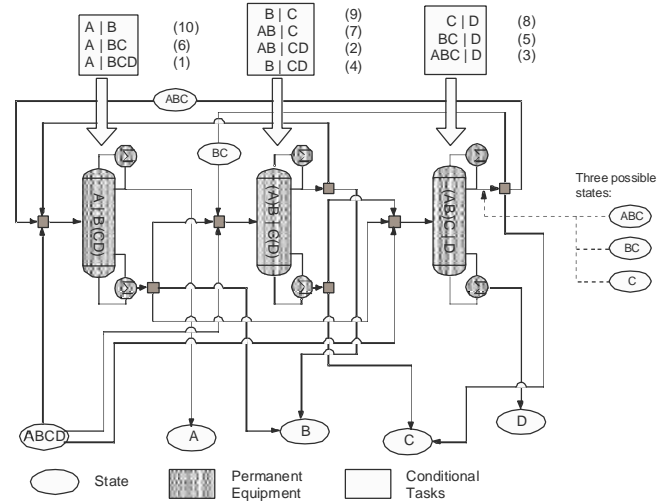 A | B (10)
A | BC (6)
A | BCD (1)
B | C (9)
AB | C (7)
AB | CD (2)
B | CD (4)
C | D (8)
BC | D (5)
ABC | D (3)
ABC
BC
A | B(CD)
(A)B | C(D)
(AB)C | D
Three possible
states:
ABC
BC
C
ABCD
A
B
C
D
State
Permanent
Equipment
Conditional
Tasks